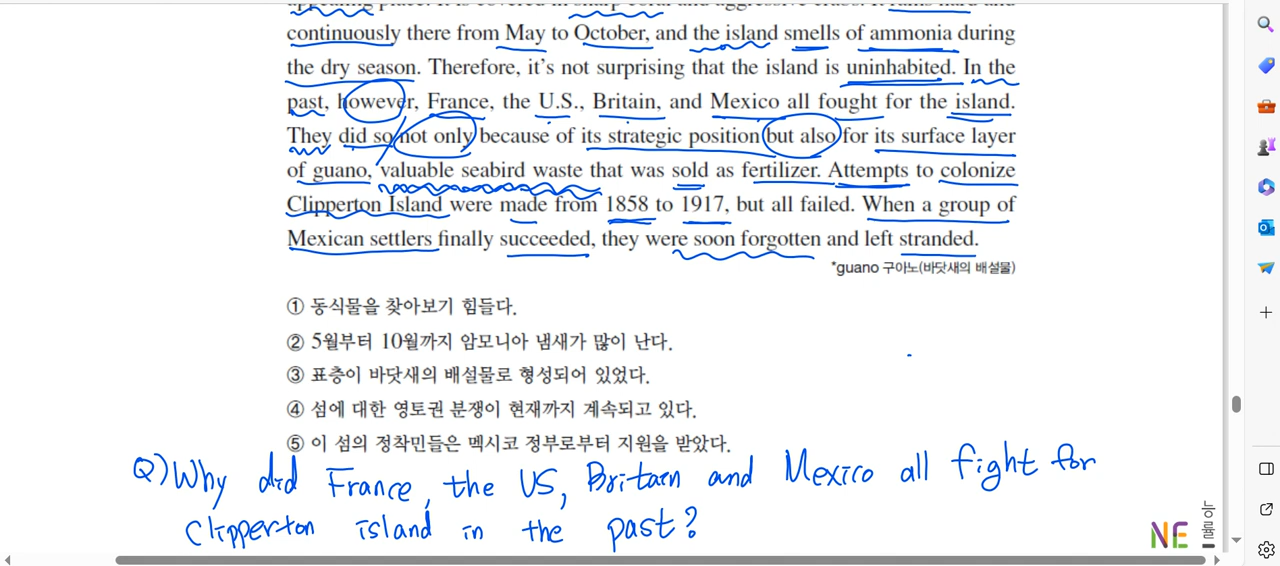 continuously there from May to October, and the island smells of ammonia during
the dry season. Therefore, it's not surprising that the island is uninhabited. In the
past, however, France, the U.S., Britain, and Mexico all fought for the island.
They did so not only because of its strategic position but also for its surface layer
of guano, valuable seabird waste that was sold as fertilizer. Attempts to colonize
Clipperton Island were made from 1858 to 1917, but all failed. When a group of
Mexican settlers finally succeeded, they were soon forgotten and left stranded.
*guano 구아노(바닷새의 배설물)
① 동식물을 찾아보기 힘들다.
② 5월부터 10월까지 암모니아 냄새가 많이 난다.
③ 표층이 바닷새의 배설물로 형성되어 있었다.
④ 섬에 대한 영토권 분쟁이 현재까지 계속되고 있다.
⑤ 이 섬의 정착민들은 멕시코 정부로부터 지원을 받았다.
Q) Why did France, the US, Britain and Mexico all fight for
Clipperton island in the past?
NE